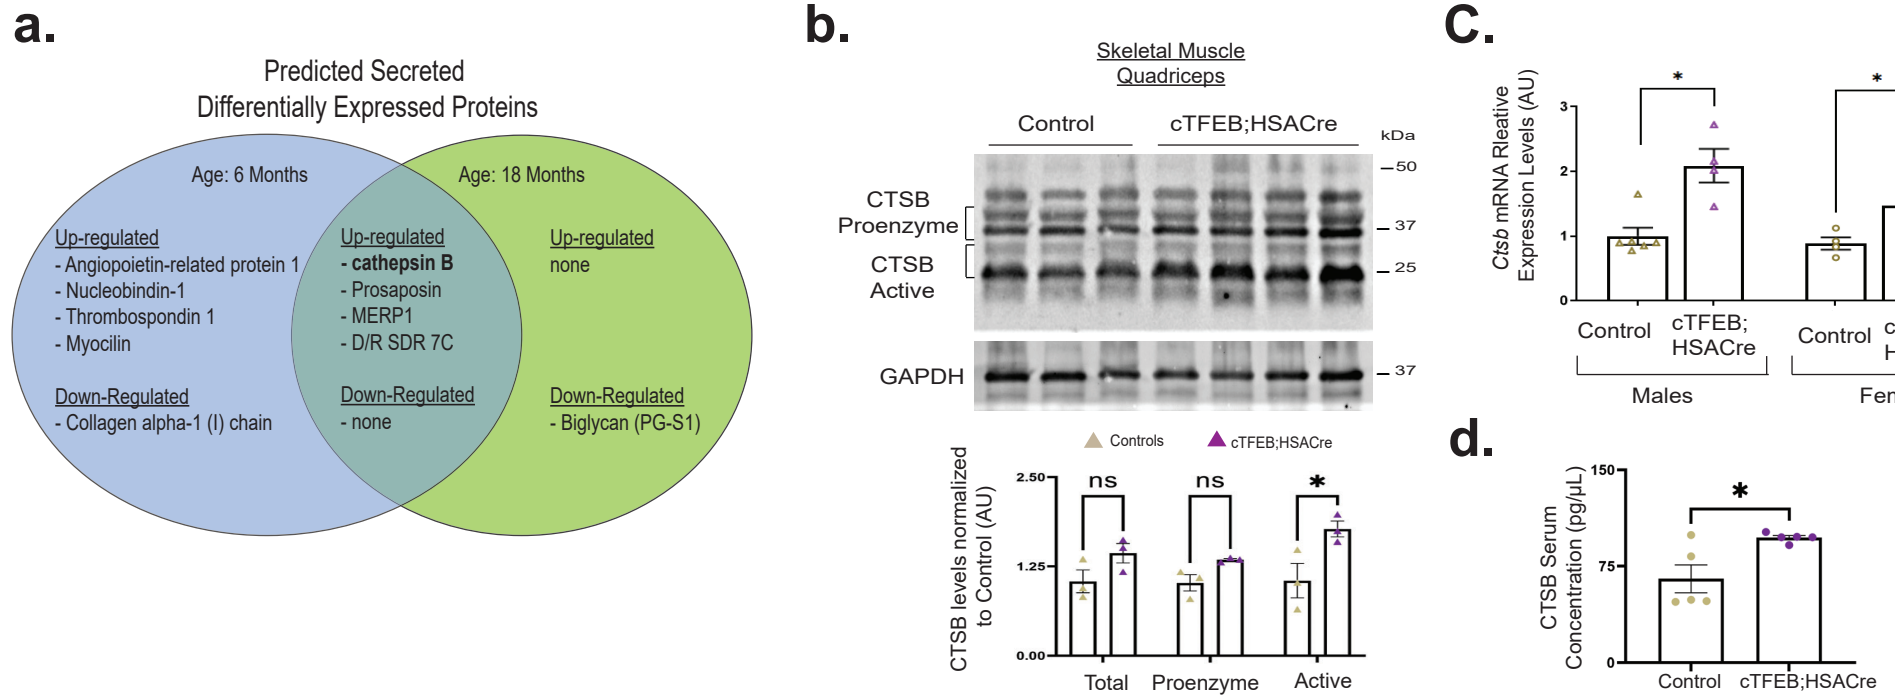 a.
Predicted Secreted
Differentially Expressed Proteins
Age: 6 Months
Up-regulated
- Angiopoietin-related protein 1
- Nucleobindin-1
- Thrombospondin 1
- Myocilin
Down-Regulated
- Collagen alpha-1 (I) chain
Up-regulated
- cathepsin B
- Prosaposin
- MERP1
- D/R SDR 7C
Down-Regulated
- none
Age: 18 Months
Up-regulated
none
Down-Regulated
- Biglycan (PG-S1)
b.
Skeletal Muscle
Quadriceps
Control
cTFEB;HSACre
kDa
50
37
25
CTSB
Proenzyme
CTSB
Active
GAPDH
37
Controls
cTFEB;HSACre
CTSB levels normalized
to Control (AU)
2.50
1.25
0.00
ns
ns
*
Total
Proenzyme
Active
C.
Ctsb mRNA Rleative
Expression Levels (AU)
3
2
1
0
*
*
Control
cTFEB;
HSACre
Males
Control
c
H
Fen
d.
CTSB Serum
Concentration (pg/µL)
150
75
0
*
Control
cTFEB;HSACre